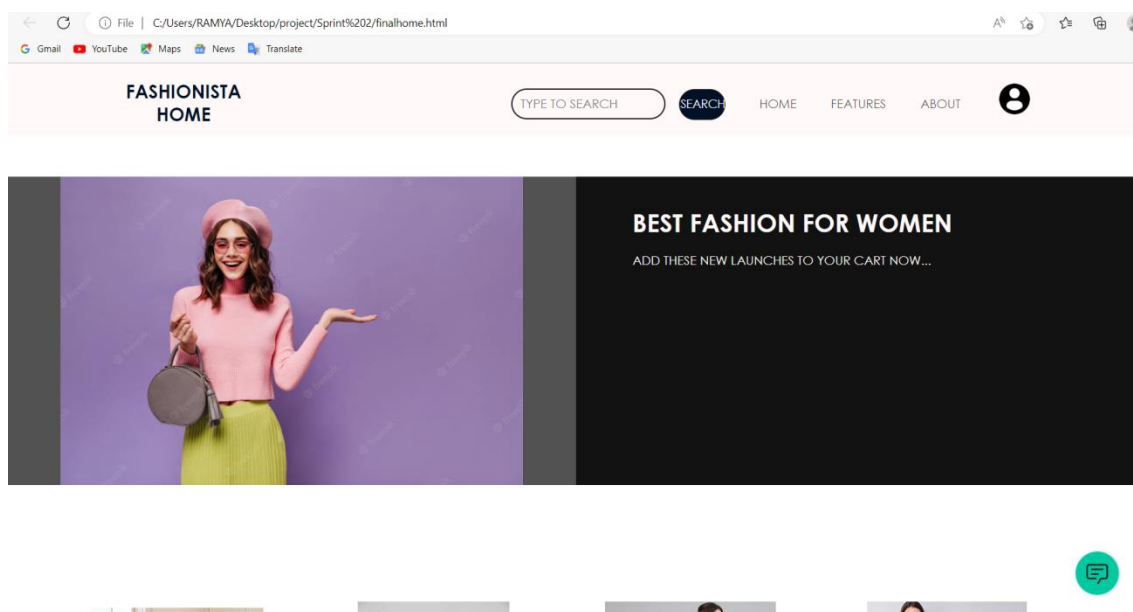 File | C:/Users/RAMYA/Desktop/project/Sprint%202/finalhome.html
Gmail YouTube Maps News Translate
FASHIONISTA
HOME
TYPE TO SEARCH SEARCH HOME FEATURES ABOUT
BEST FASHION FOR WOMEN
ADD THESE NEW LAUNCHES TO YOUR CART NOW...